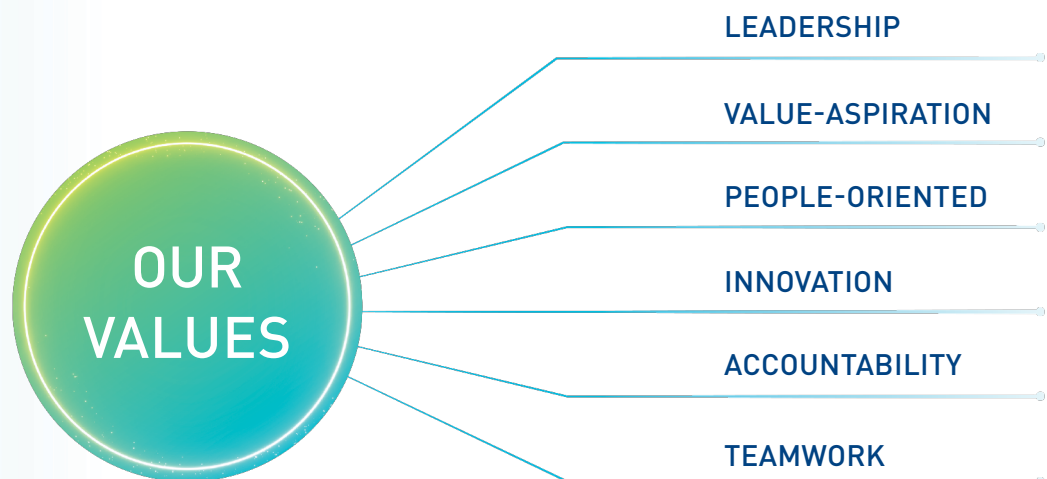 LEADERSHIP
VALUE-ASPIRATION
PEOPLE-ORIENTED
OUR
VALUES
INNOVATION
ACCOUNTABILITY
TEAMWORK